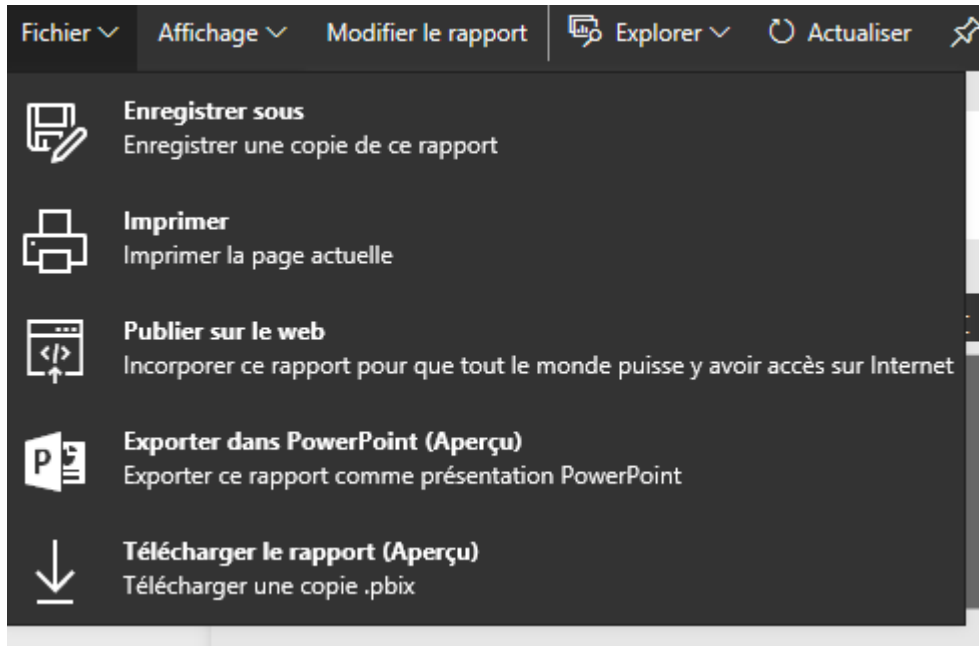 Fichier Affichage Modifier le rapport Explorer Actualiser
Enregistrer sous
Enregistrer une copie de ce rapport
Imprimer
Imprimer la page actuelle
Publier sur le web
Incorporer ce rapport pour que tout le monde puisse y avoir accès sur Internet
Exporter dans PowerPoint (Aperçu)
Exporter ce rapport comme présentation PowerPoint
Télécharger le rapport (Aperçu)
Télécharger une copie .pbix